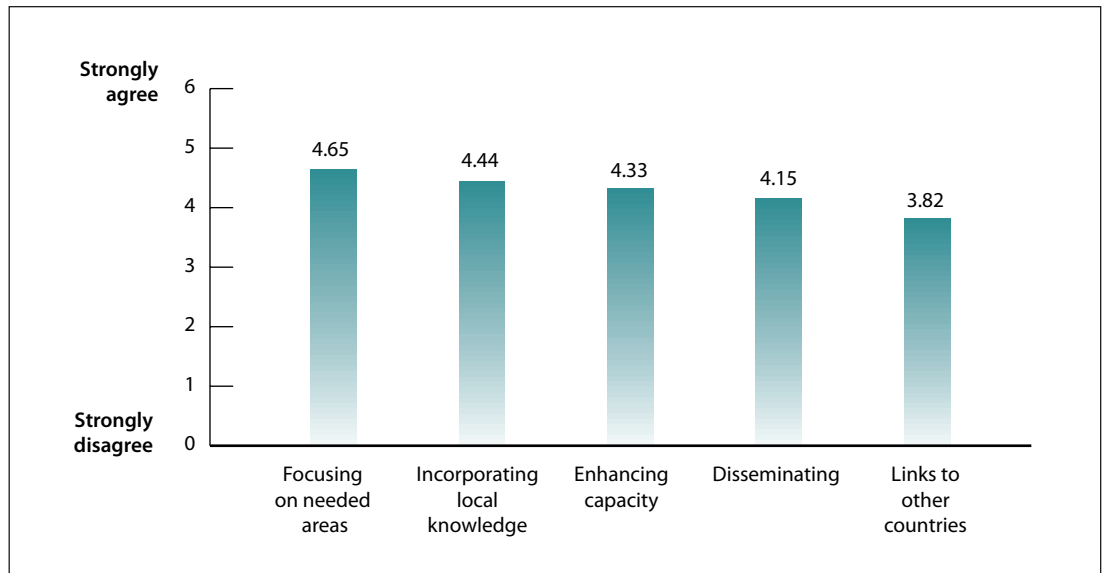 Strongly
agree
6
5
4
3
2
1
0
Strongly
disagree
4.65
4.44
4.33
4.15
3.82
Focusing
on needed
areas
Incorporating
local
knowledge
Enhancing
capacity
Disseminating
Links to
other
countries